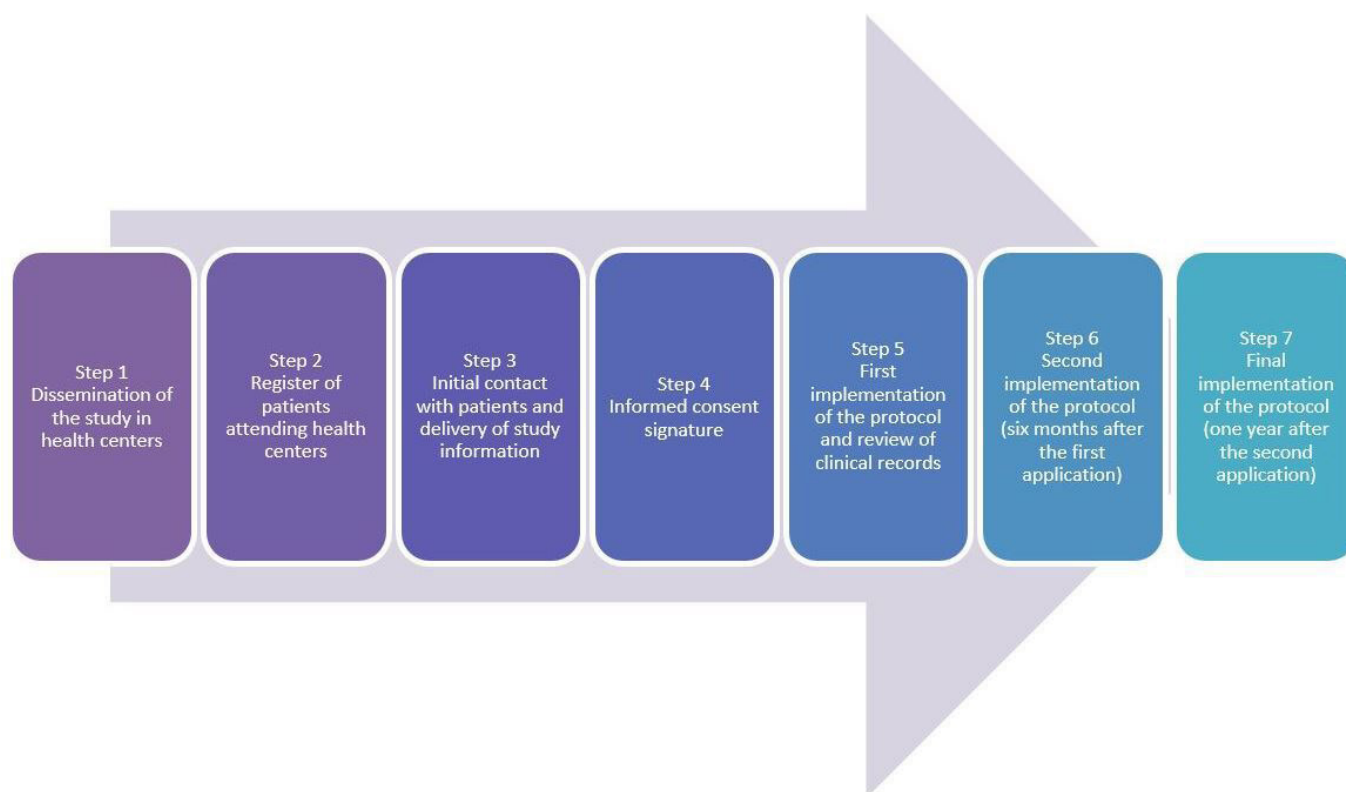 Step 1
Dissemination of
the study in
health centers
Step 2
Register of
patients
attending health
centers
Step 3
Initial contact
with patients and
delivery of study
information
Step 4
Informed consent
signature
Step 5
First
implementation
of the protocol
and review of
clinical records
Step 6
Second
implementation
of the protocol
(six months after
the first
application)
Step 7
Final
implementation
of the protocol
(one year after
the second
application)